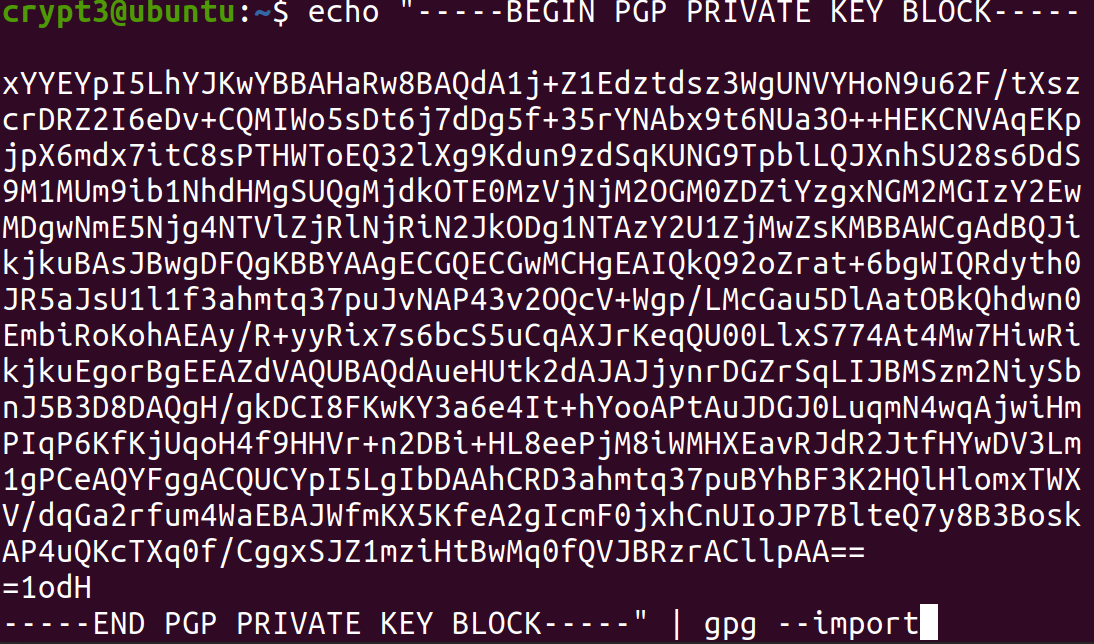 crypt3@ubuntu:~$ echo "-----BEGIN PGP PRIVATE KEY BLOCK-----
xYYEYpI5LhYJKwYBBAHaRw8BAQdA1j+Z1Edztdsz3WgUNVYHoN9u62F/tXsz
crDRZ2I6eDv+CQMIWo5sDt6j7dDg5f+35rYNAbx9t6NUa3O++HEKCNVAqEKp
jpX6mdx7itC8sPTHWToEQ32lXg9Kdun9zdSqKUNG9TpblLQJXnhSU28s6DdS
9M1MUm9ib1NhdHMgSUQgMjdkOTE0MzVjNjM2OGM0ZDZiYzgxNGM2MGIzY2Ew
MDgwNmE5Njg4NTVlZjRlNjRiN2JkODg1NTAzY2U1ZjMwZsKMBBAWCgAdBQJi
kjkuBAsJBwgDFQgKBBYAAgECGQECGwMCHgEAIQkQ92oZrat+6bgWIQRdyth0
JR5aJsU1l1f3ahmtq37puJvNAP43v2OQcV+Wgp/LMcGau5DlAatOBkQhdwn0
EmbiRoKohAEAy/R+yyRix7s6bcS5uCqAXJrKeqQU00LlxS774At4Mw7HiwRi
kjkuEgorBgEEAZdVAQUBAQdAueHUtk2dAJAJjynrDGZrSqLIJBMSzm2NiySb
nJ5B3D8DAQgH/gkDCI8FKwKY3a6e4It+hYooAPtAuJDGJ0LuqmN4wqAjwiHm
PIqP6KfKjUqoH4f9HHVr+n2DBi+HL8eePjM8iWMHXEavRJdR2JtfHYwDV3Lm
1gPCeAQYFggACQUCYpI5LgIbDAAhCRD3ahmtq37puBYhBF3K2HQlHlomxTWX
V/dqGa2rfum4WaEBAJWfmKX5KfeA2gIcmF0jxhCnUIoJP7BlteQ7y8B3Bosk
AP4uQKcTXq0f/CggxSJZ1mziHtBwMq0fQVJBRzrACllpAA==
=1odH
-----END PGP PRIVATE KEY BLOCK-----" | gpg --import